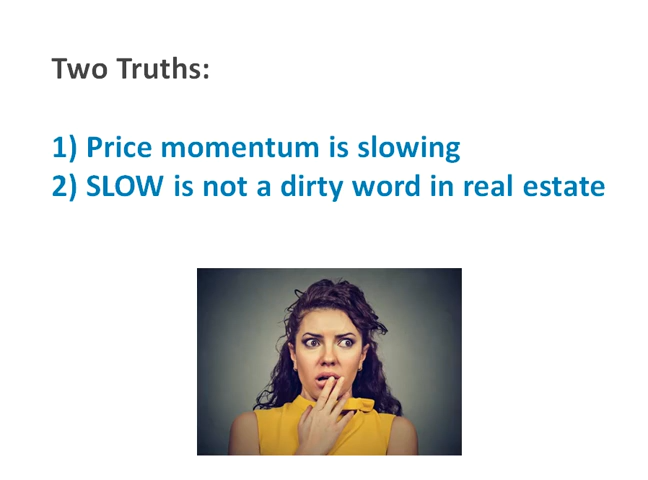 Two Truths:
1) Price momentum is slowing
2) SLOW is not a dirty word in real estate